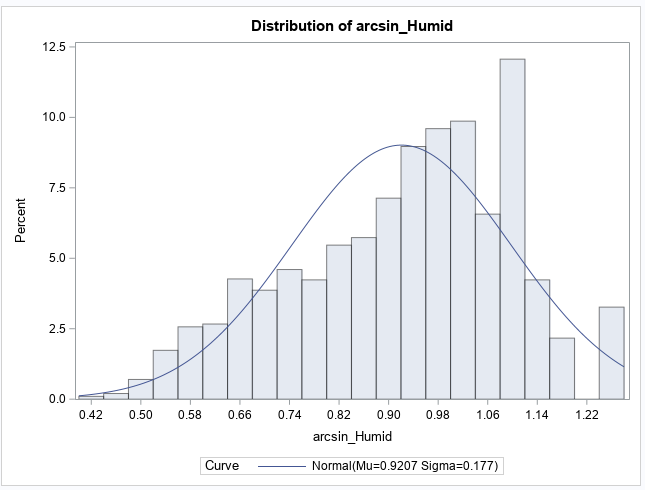 Distribution of arcsin_Humid
12.5
10.0
7.5
5.0
2.5
0.0
Percent
0.42 0.50 0.58 0.66 0.74 0.82 0.90 0.98 1.06 1.14 1.22
arcsin_Humid
Curve Normal(Mu=0.9207 Sigma=0.177)